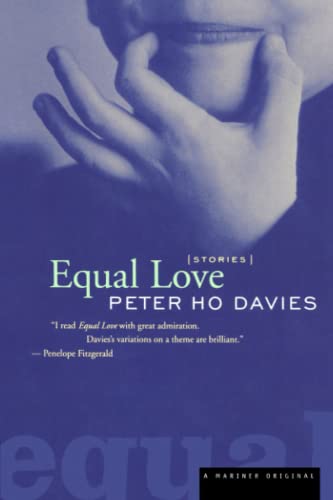 |STORIES|
Equal Love
PETER HO DAVIES
"I read Equal Love with great admiration.
Davies's variations on a theme are brilliant."
— Penelope Fitzgerald
equal
A MARINER ORIGINAL